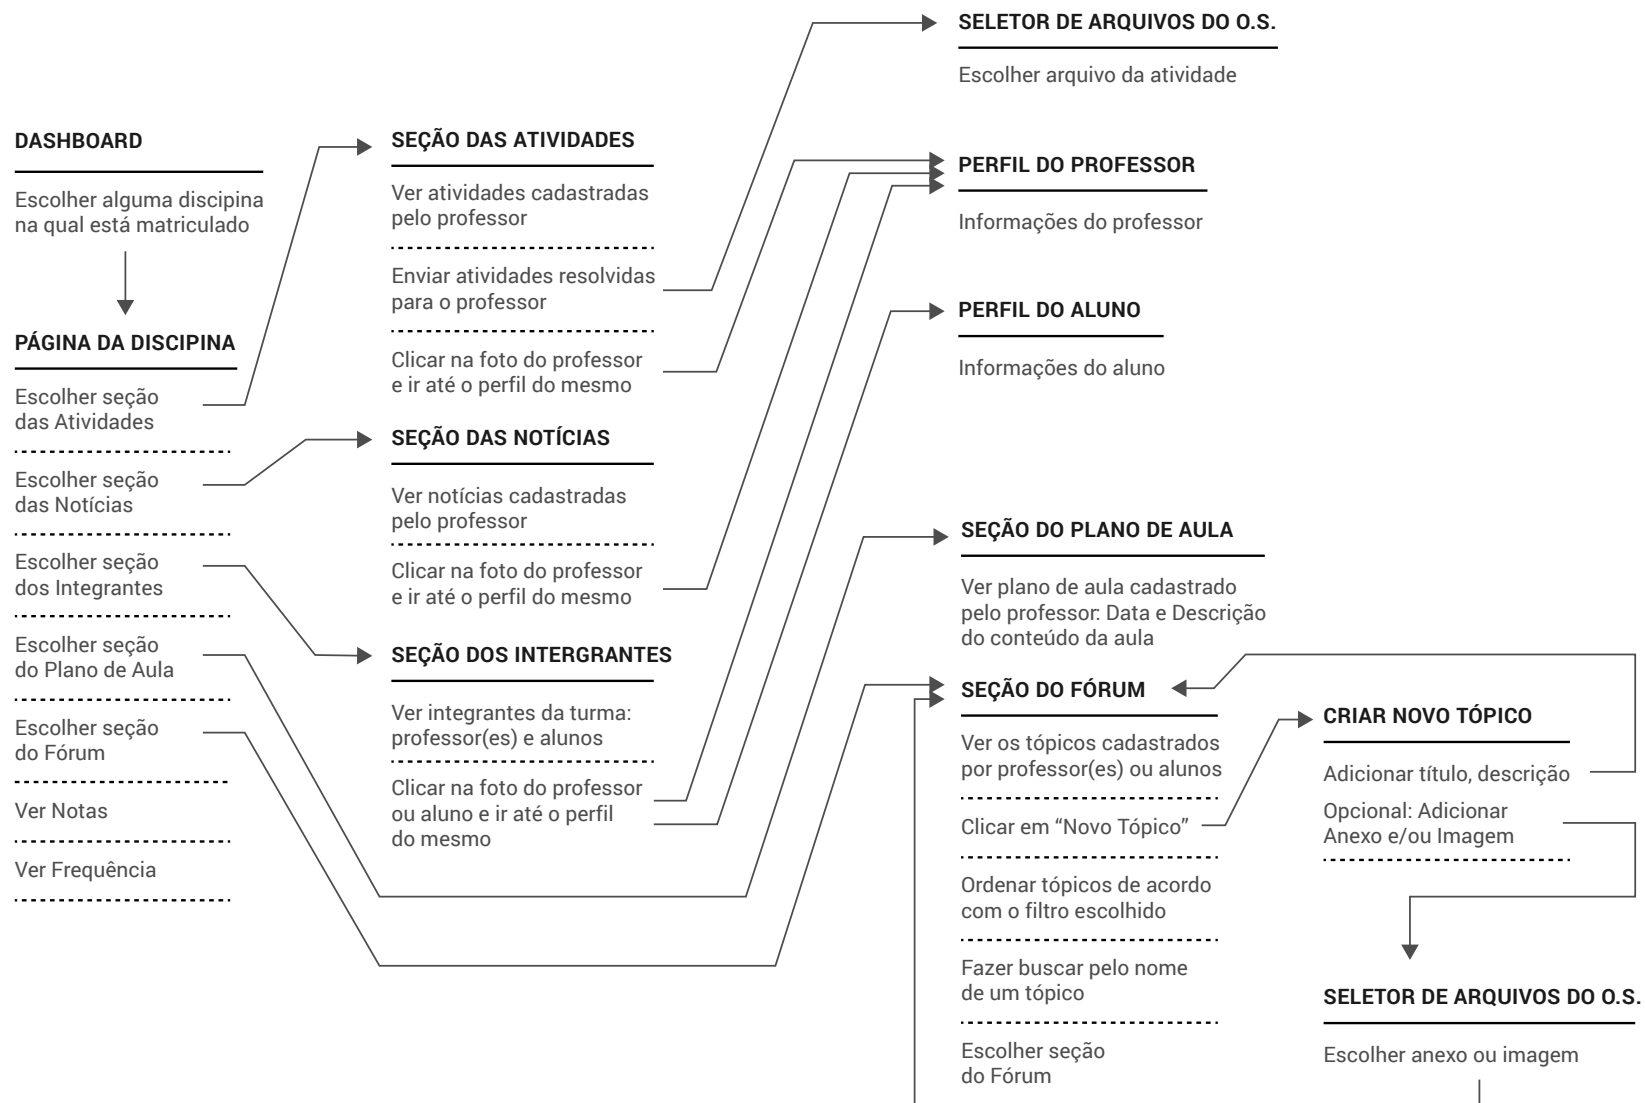 DASHBOARD
Escolher alguma discipina
na qual está matriculado
PÁGINA DA DISCIPINA
Escolher seção
das Atividades
Escolher seção
das Notícias
Escolher seção
dos Integrantes
Escolher seção
do Plano de Aula
Escolher seção
do Fórum
Ver Notas
Ver Frequência
SEÇÃO DAS ATIVIDADES
Ver atividades cadastradas
pelo professor
Enviar atividades resolvidas
para o professor
Clicar na foto do professor
e ir até o perfil do mesmo
SEÇÃO DAS NOTÍCIAS
Ver notícias cadastradas
pelo professor
Clicar na foto do professor
e ir até o perfil do mesmo
SEÇÃO DOS INTERGRANTES
Ver integrantes da turma:
professor(es) e alunos
Clicar na foto do professor
ou aluno e ir até o perfil
do mesmo
SELETOR DE ARQUIVOS DO O.S.
Escolher arquivo da atividade
PERFIL DO PROFESSOR
Informações do professor
PERFIL DO ALUNO
Informações do aluno
SEÇÃO DO PLANO DE AULA
Ver plano de aula cadastrado
pelo professor: Data e Descrição
do conteúdo da aula
SEÇÃO DO FÓRUM
Ver os tópicos cadastrados
por professor(es) ou alunos
Clicar em “Novo Tópico”
Ordenar tópicos de acordo
com o filtro escolhido
Fazer buscar pelo nome
de um tópico
Escolher seção
do Fórum
CRIAR NOVO TÓPICO
Adicionar título, descrição
Opcional: Adicionar
Anexo e/ou Imagem
SELETOR DE ARQUIVOS DO O.S.
Escolher anexo ou imagem